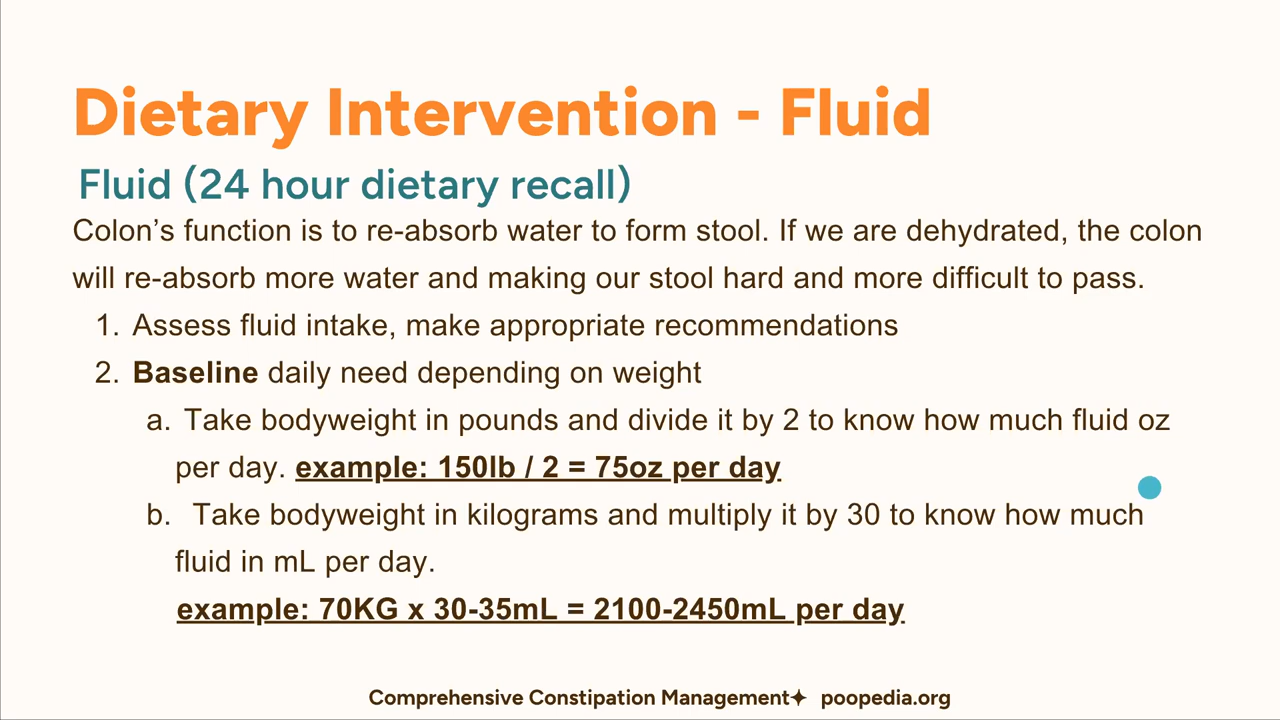 Dietary Intervention - Fluid
Fluid (24 hour dietary recall)
Colon’s function is to re-absorb water to form stool. If we are dehydrated, the colon
will re-absorb more water and making our stool hard and more difficult to pass.
1. Assess fluid intake, make appropriate recommendations
2. Baseline daily need depending on weight
a. Take bodyweight in pounds and divide it by 2 to know how much fluid oz
per day. example: 150lb / 2 = 75oz per day
b. Take bodyweight in kilograms and multiply it by 30 to know how much
fluid in mL per day.
example: 70KG x 30-35mL = 2100-2450mL per day
Comprehensive Constipation Management✦ poopedia.org